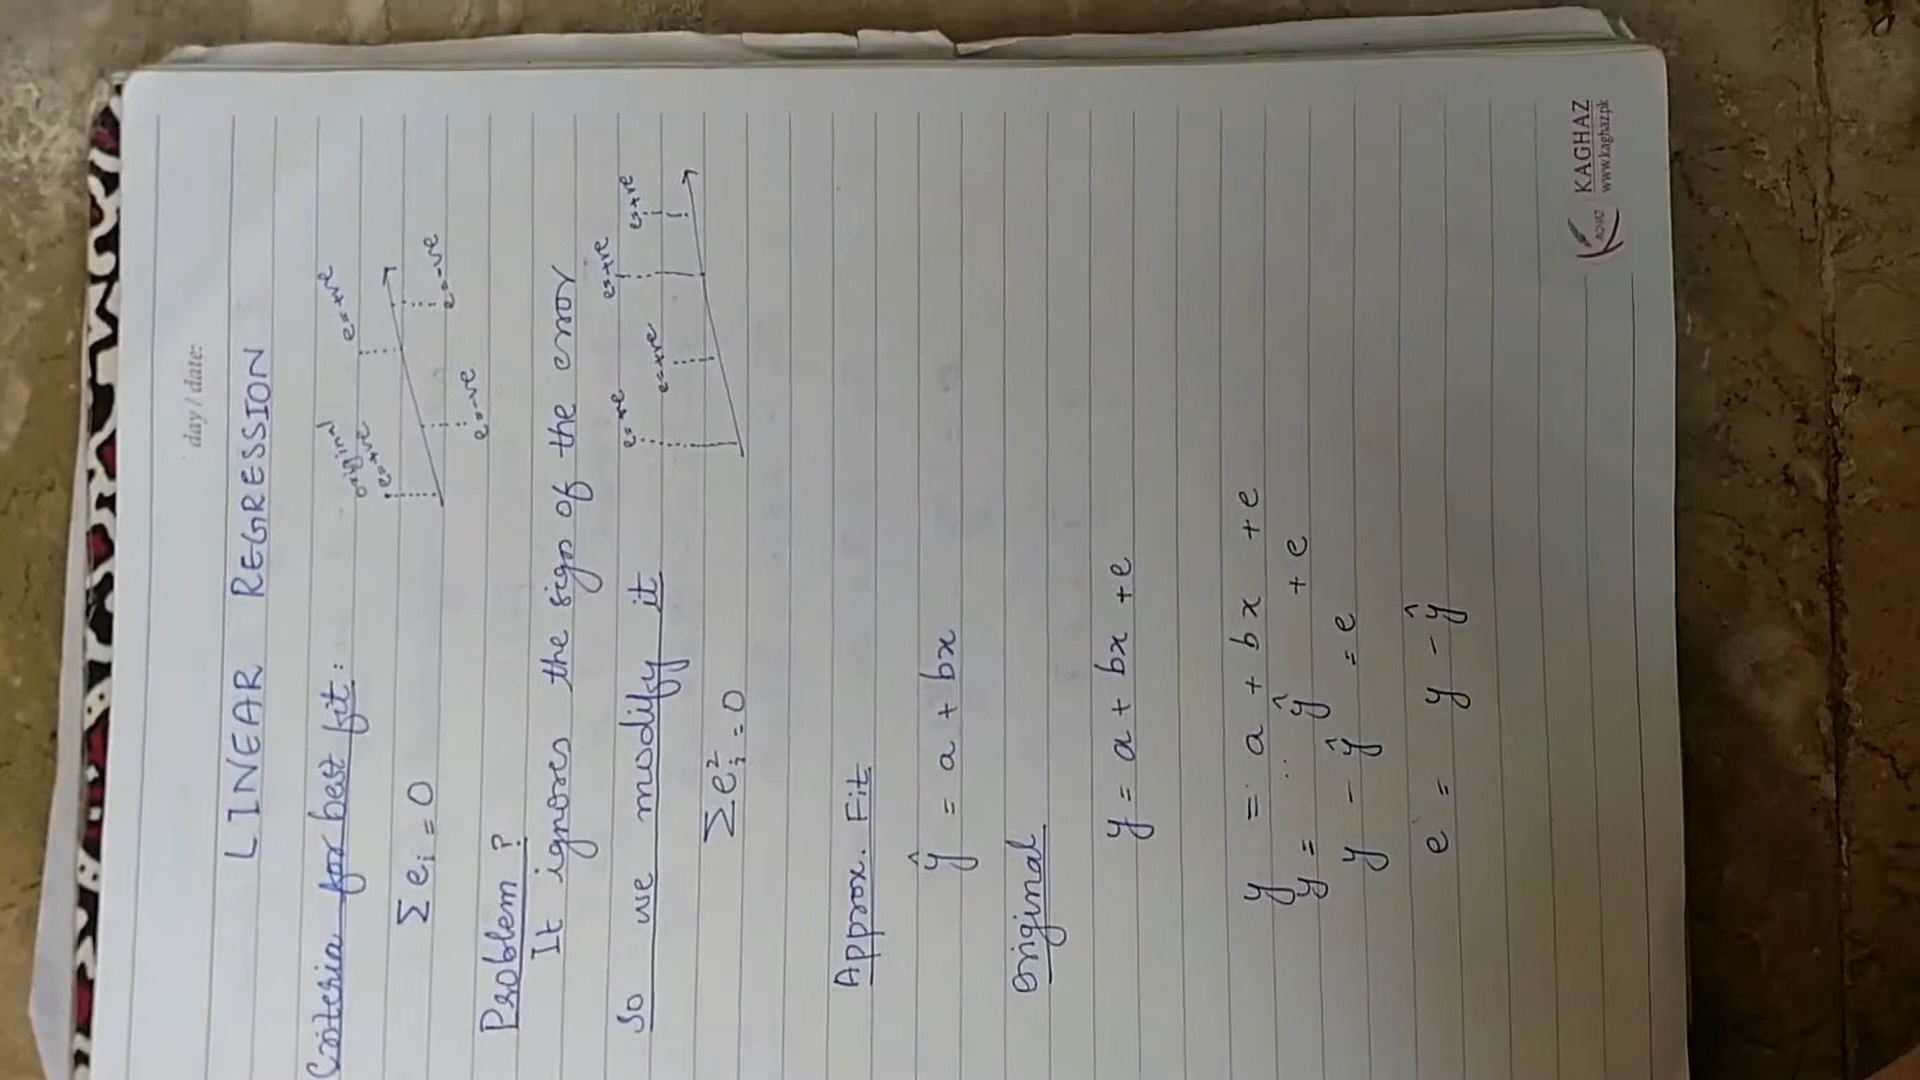 day / date:
LINEAR REGRESSION
Criteria for best fit:
original
e=+ve
e=+ve
e=-ve
e=-ve
Σ eᵢ = 0
Problem ?
It ignores the sign of the error
So we modify it
e=+ve
e=+ve
e=+ve
e=+ve
Σ eᵢ² = 0
Approx. Fit
ŷ = a + bx
Original
y = a + bx + e
y = a + bx + e
y = ŷ + e
y - ŷ = e
e = y - ŷ
KAGHAZ
www.kaghaz.pk